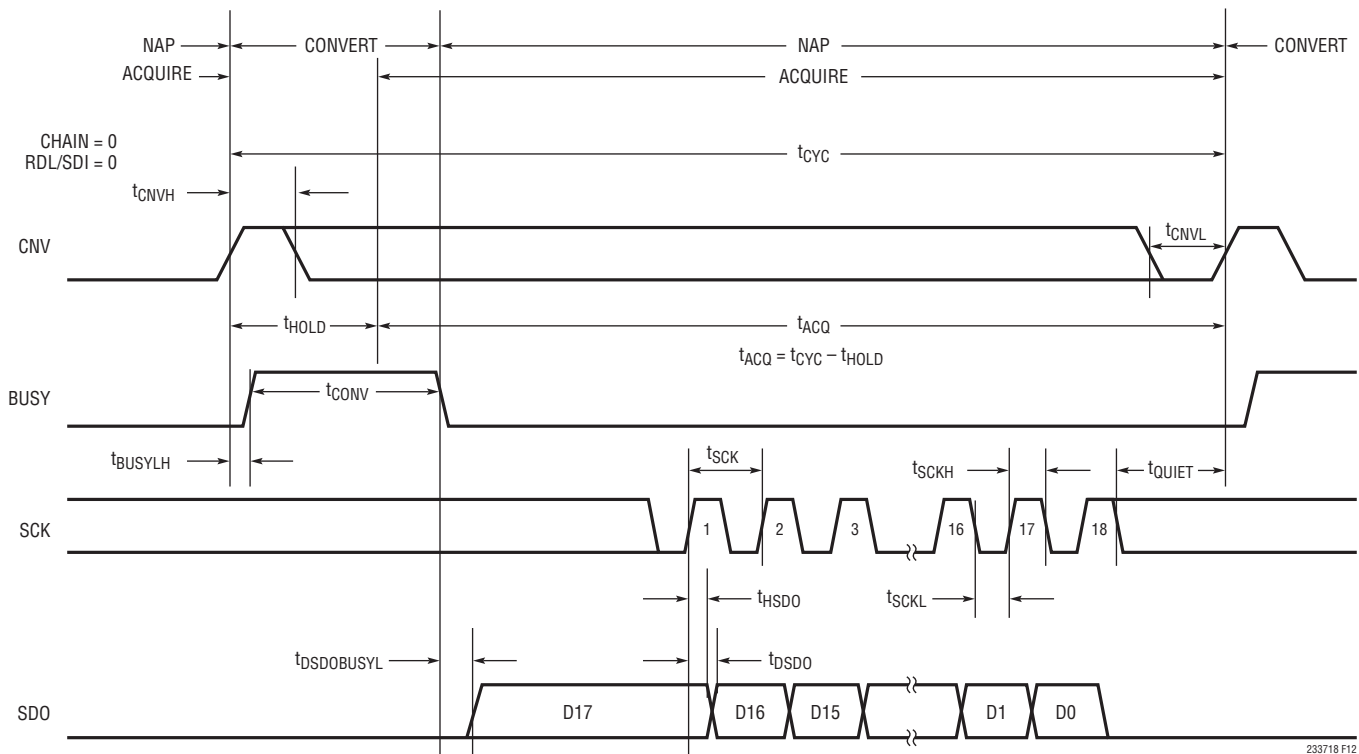 NAP CONVERT NAP CONVERT
ACQUIRE ACQUIRE
CHAIN = 0
RDL/SDI = 0
tCYC
tCNVH
CNV
tCNVL
tHOLD tACQ
tACQ = tCYC – tHOLD
BUSY
tCONV
tBUSYLH
tSCK tSCKH tQUIET
SCK
1 2 3 16 17 18
tHSDO tSCKL
tDSDOBUSYL tDSDO
SDO D17 D16 D15 D1 D0
233718 F12